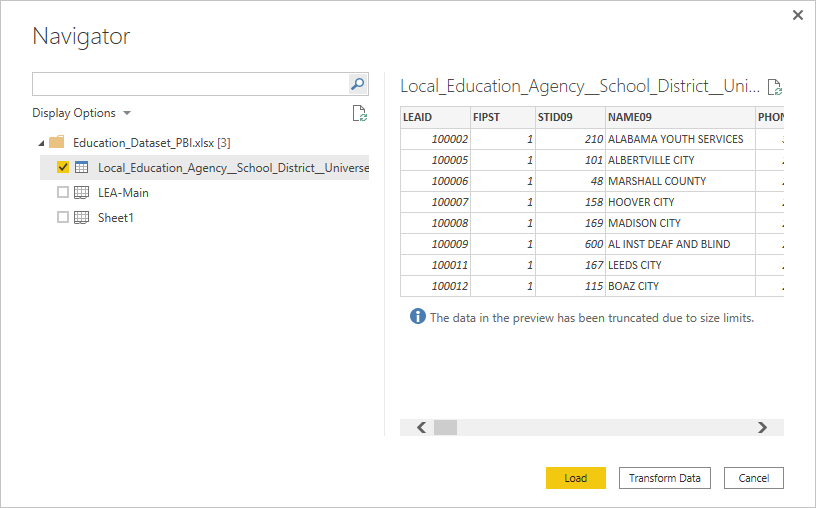 Navigator
Display Options
Education_Dataset_PBI.xlsx [3]
Local_Education_Agency__School_District__Universe
LEA-Main
Sheet1
Local_Education_Agency__School_District__Uni...
LEAID FIPST STID09 NAME09 PHON
100002 1 210 ALABAMA YOUTH SERVICES
100005 1 101 ALBERTVILLE CITY
100006 1 48 MARSHALL COUNTY
100007 1 158 HOOVER CITY
100008 1 169 MADISON CITY
100009 1 600 AL INST DEAF AND BLIND
100011 1 167 LEEDS CITY
100012 1 115 BOAZ CITY
The data in the preview has been truncated due to size limits.
Load Transform Data Cancel